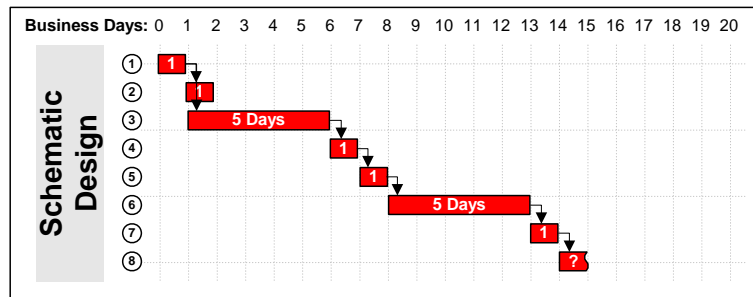 Business Days: 0 1 2 3 4 5 6 7 8 9 10 11 12 13 14 15 16 17 18 19 20
Schematic
Design
1 1
2 1
3 5 Days
4 1
5 1
6 5 Days
7 1
8 ?